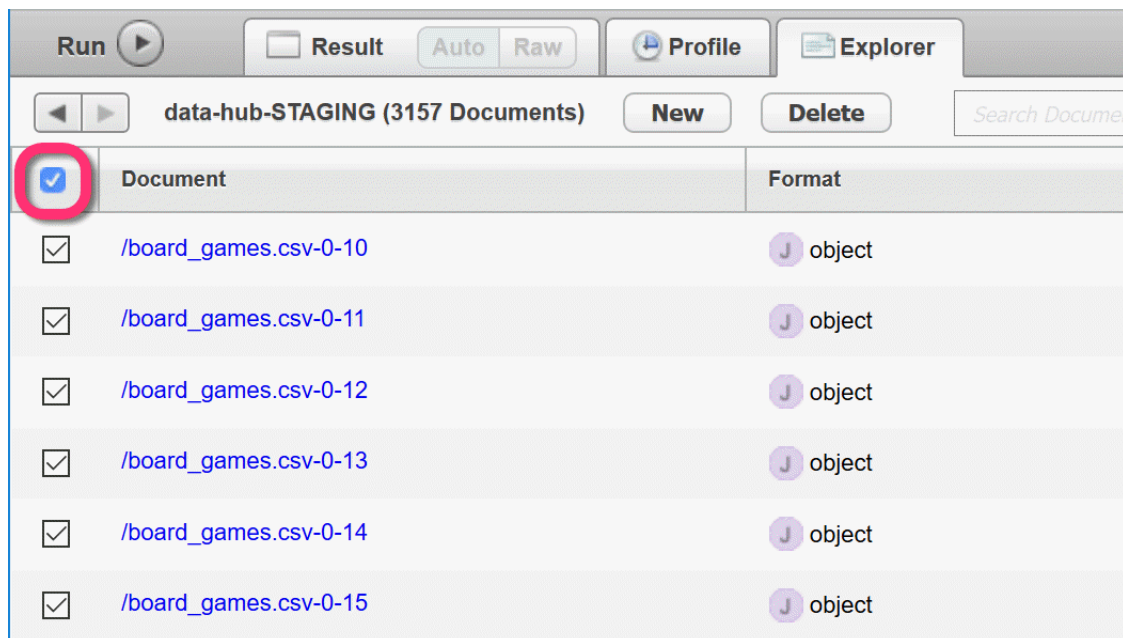 Run Result Auto Raw Profile Explorer
data-hub-STAGING (3157 Documents) New Delete Search Docume
Document Format
/board_games.csv-0-10 J object
/board_games.csv-0-11 J object
/board_games.csv-0-12 J object
/board_games.csv-0-13 J object
/board_games.csv-0-14 J object
/board_games.csv-0-15 J object